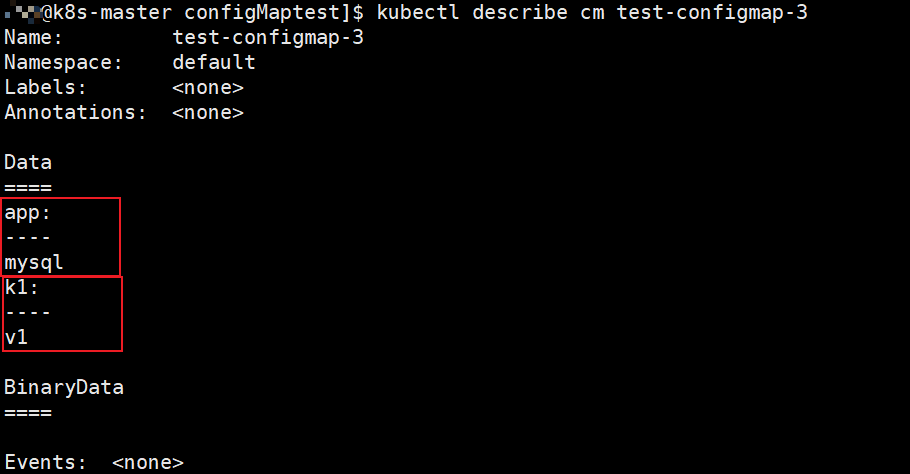 @k8s-master configMaptest]$ kubectl describe cm test-configmap-3
Name:         test-configmap-3
Namespace:    default
Labels:       <none>
Annotations:  <none>
Data
====
app:
----
mysql
k1:
----
v1
BinaryData
====
Events:  <none>